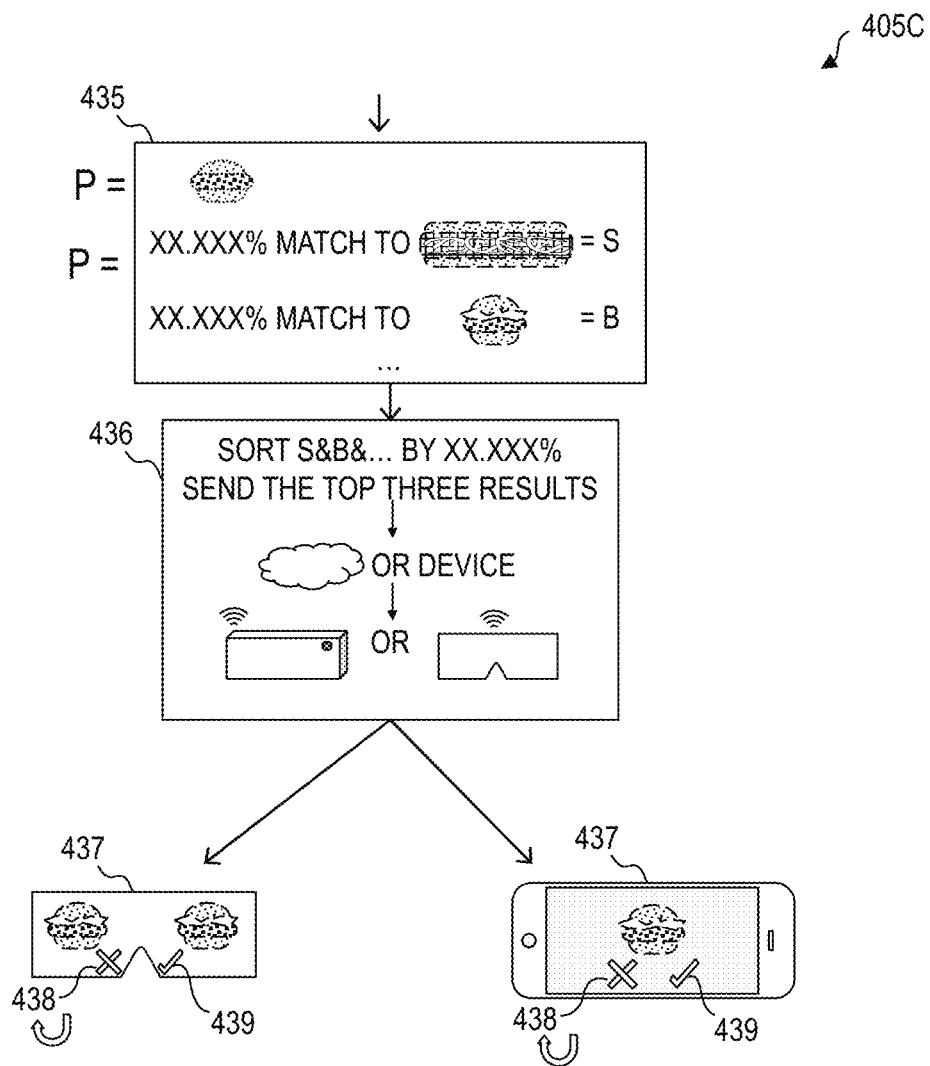 405C
435
P =
XX.XXX% MATCH TO = S
P =
XX.XXX% MATCH TO = B
...
436
SORT S&B&... BY XX.XXX%
SEND THE TOP THREE RESULTS
OR DEVICE
OR
437
437
438
439
438
439